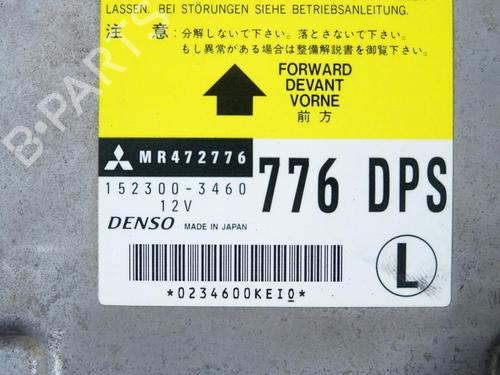 LASSEN. BEI STÖRUNGEN SIEHE BETRIEBSANLEITUNG.
注 意 : 分解しないで下さい。落とさないで下さい。
もし異常がある場合は整備解説書を御覧下さい。
FORWARD
DEVANT
VORNE
前 方
MR472776
152300-3460
12V
776 DPS
DENSO MADE IN JAPAN
L
*0234600KEI0*
B-PARTS